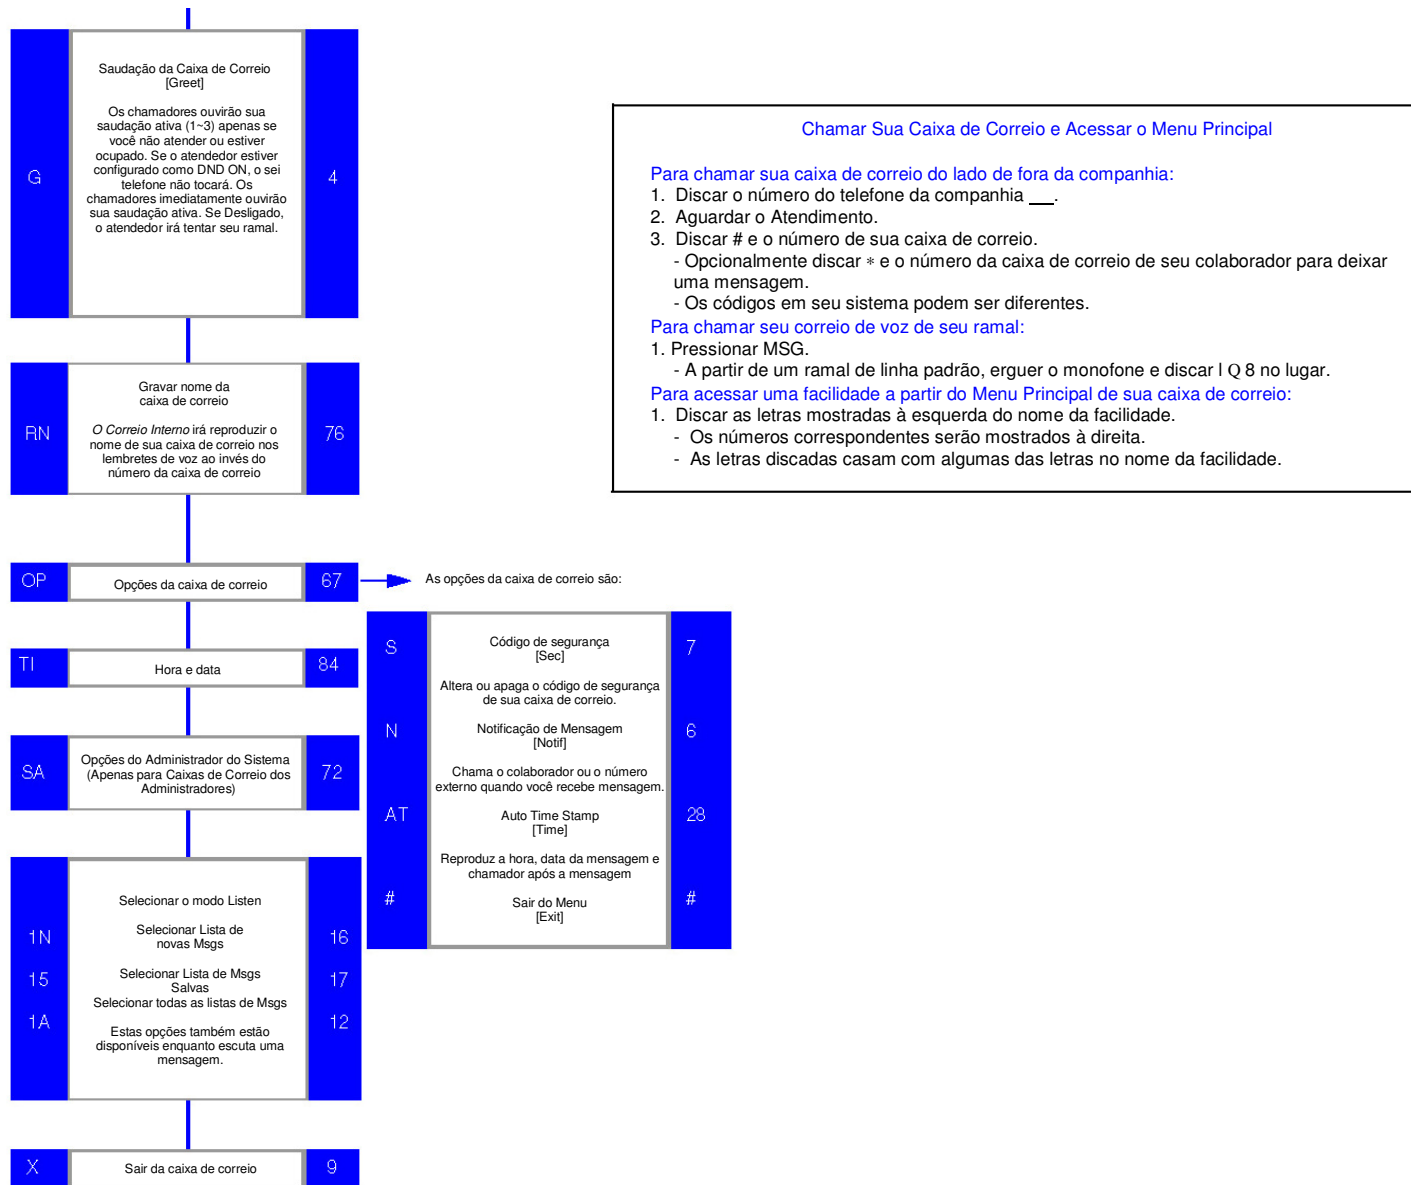 G
Saudação da Caixa de Correio
[Greet]
Os chamadores ouvirão sua
saudação ativa (1~3) apenas se
você não atender ou estiver
ocupado. Se o atendedor estiver
configurado como DND ON, o sei
telefone não tocará. Os
chamadores imediatamente ouvirão
sua saudação ativa. Se Desligado,
o atendedor irá tentar seu ramal.
4
RN
Gravar nome da
caixa de correio
O Correio Interno irá reproduzir o
nome de sua caixa de correio nos
lembretes de voz ao invés do
número da caixa de correio
76
OP
Opções da caixa de correio
67
TI
Hora e data
84
SA
Opções do Administrador do Sistema
(Apenas para Caixas de Correio dos
Administradores)
72
Selecionar o modo Listen
1N
Selecionar Lista de
novas Msgs
16
15
Selecionar Lista de Msgs
Salvas
17
Selecionar todas as listas de Msgs
1A
12
Estas opções também estão
disponíveis enquanto escuta uma
mensagem.
X
Sair da caixa de correio
9
As opções da caixa de correio são:
S
Código de segurança
[Sec]
7
Altera ou apaga o código de segurança
de sua caixa de correio.
N
Notificação de Mensagem
[Notif]
6
Chama o colaborador ou o número
externo quando você recebe mensagem.
AT
Auto Time Stamp
[Time]
28
Reproduz a hora, data da mensagem e
chamador após a mensagem
#
Sair do Menu
[Exit]
#
Chamar Sua Caixa de Correio e Acessar o Menu Principal
Para chamar sua caixa de correio do lado de fora da companhia:
1. Discar o número do telefone da companhia __.
2. Aguardar o Atendimento.
3. Discar # e o número de sua caixa de correio.
- Opcionalmente discar * e o número da caixa de correio de seu colaborador para deixar
uma mensagem.
- Os códigos em seu sistema podem ser diferentes.
Para chamar seu correio de voz de seu ramal:
1. Pressionar MSG.
- A partir de um ramal de linha padrão, erguer o monofone e discar l Q 8 no lugar.
Para acessar uma facilidade a partir do Menu Principal de sua caixa de correio:
1. Discar as letras mostradas à esquerda do nome da facilidade.
- Os números correspondentes serão mostrados à direita.
- As letras discadas casam com algumas das letras no nome da facilidade.